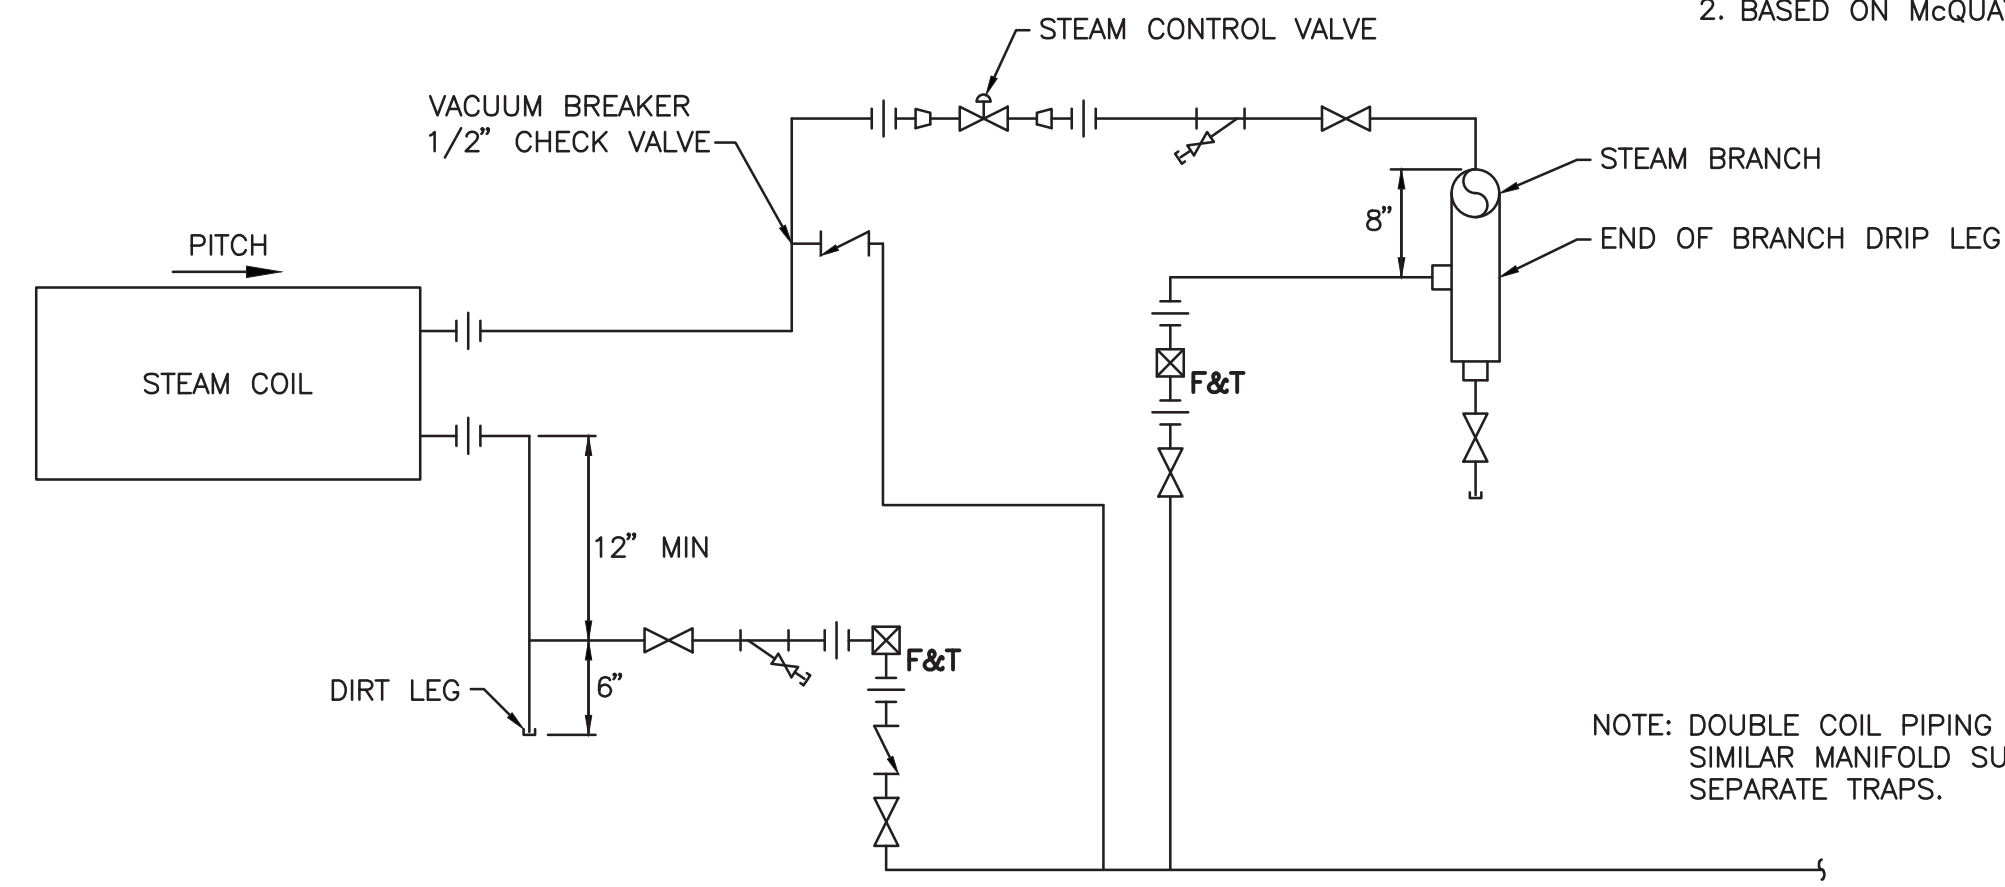 2. BASED ON McQUA
STEAM CONTROL VALVE
VACUUM BREAKER
1/2” CHECK VALVE
STEAM BRANCH
8”
END OF BRANCH DRIP LEG
PITCH
STEAM COIL
F&T
12” MIN
F&T
6”
DIRT LEG
NOTE: DOUBLE COIL PIPING
SIMILAR MANIFOLD SU
SEPARATE TRAPS.